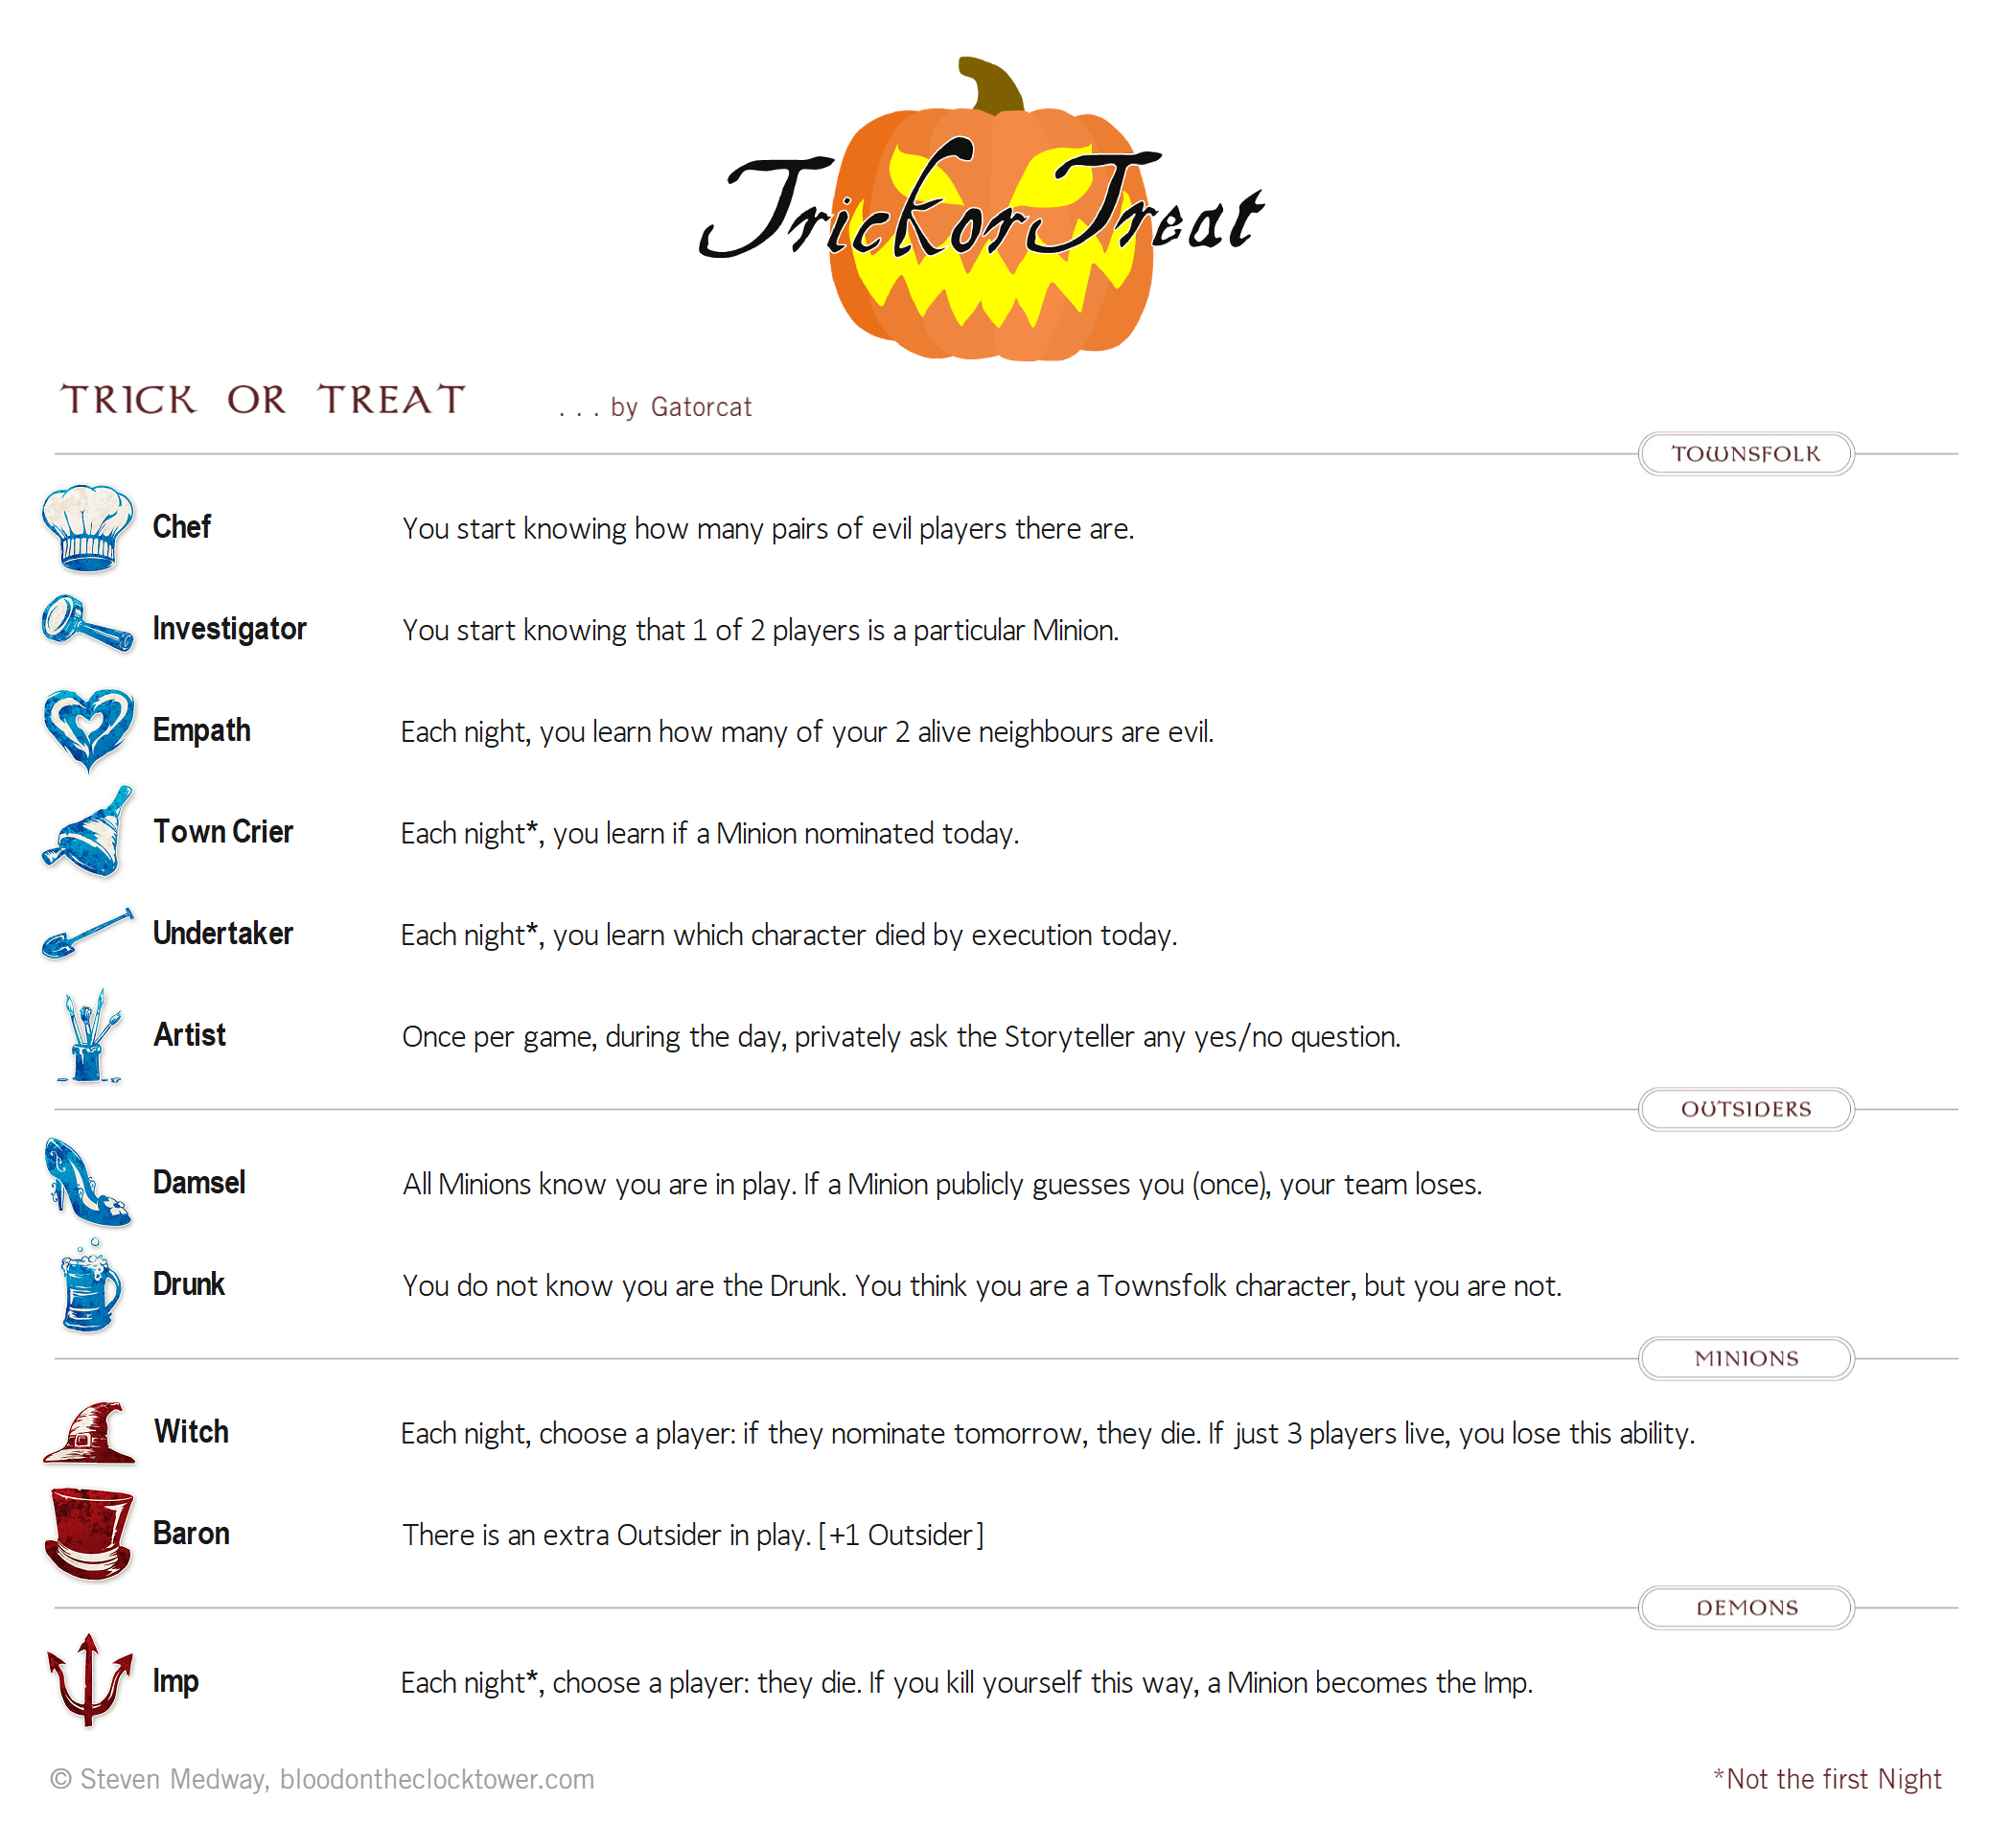 Trick or Treat
TRICK OR TREAT . . . by Gatorcat
TOWNSFOLK
Chef You start knowing how many pairs of evil players there are.
Investigator You start knowing that 1 of 2 players is a particular Minion.
Empath Each night, you learn how many of your 2 alive neighbours are evil.
Town Crier Each night*, you learn if a Minion nominated today.
Undertaker Each night*, you learn which character died by execution today.
Artist Once per game, during the day, privately ask the Storyteller any yes/no question.
OUTSIDERS
Damsel All Minions know you are in play. If a Minion publicly guesses you (once), your team loses.
Drunk You do not know you are the Drunk. You think you are a Townsfolk character, but you are not.
MINIONS
Witch Each night, choose a player: if they nominate tomorrow, they die. If just 3 players live, you lose this ability.
Baron There is an extra Outsider in play. [+1 Outsider]
DEMONS
Imp Each night*, choose a player: they die. If you kill yourself this way, a Minion becomes the Imp.
© Steven Medway, bloodontheclocktower.com *Not the first Night